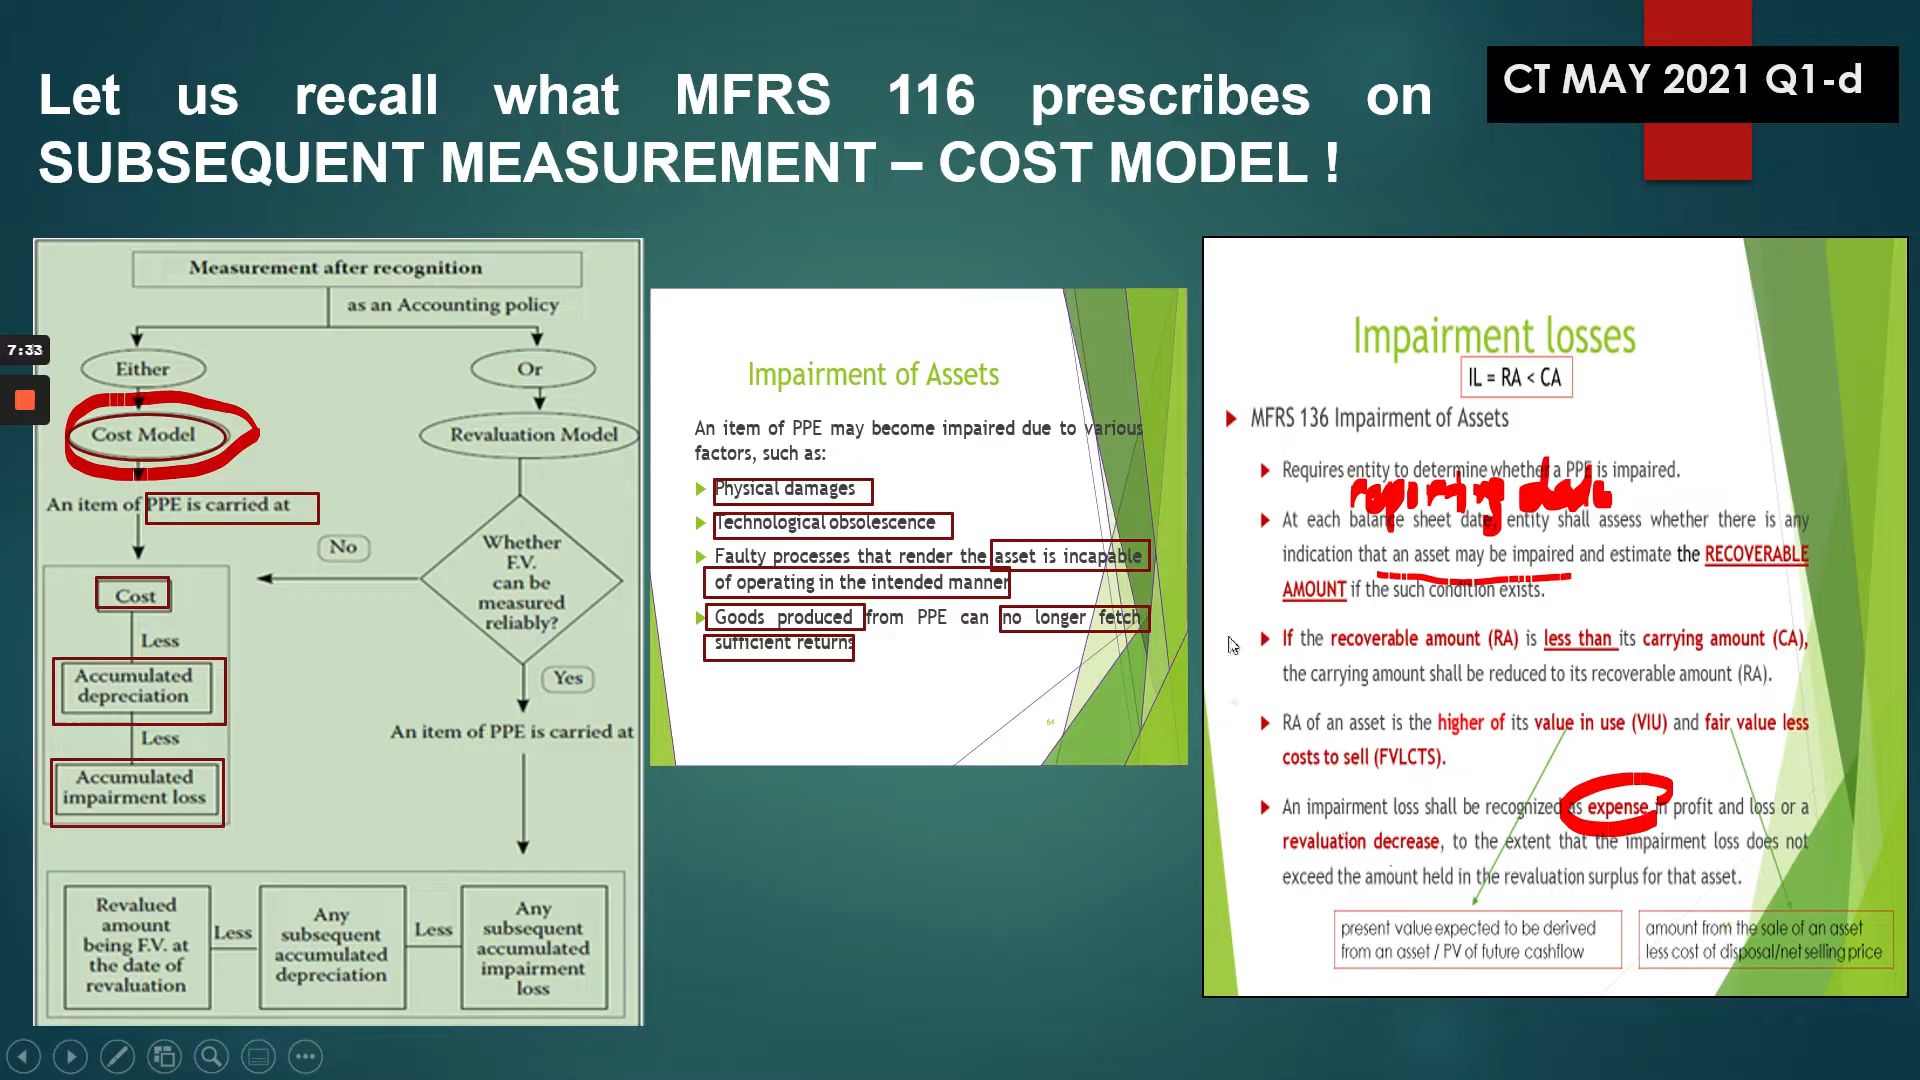 Let us recall what MFRS 116 prescribes on
SUBSEQUENT MEASUREMENT – COST MODEL !
CT MAY 2021 Q1-d
7:33
Measurement after recognition
as an Accounting policy
Either
Or
Cost Model
Revaluation Model
An item of PPE is carried at
No
Whether
F.V.
can be
measured
reliably?
Cost
Less
Accumulated
depreciation
Yes
Less
An item of PPE is carried at
Accumulated
impairment loss
Revalued
amount
being F.V. at
the date of
revaluation
Less
Any
subsequent
accumulated
depreciation
Less
Any
subsequent
accumulated
impairment
loss
Impairment of Assets
An item of PPE may become impaired due to various
factors, such as:
Physical damages
Technological obsolescence
Faulty processes that render the asset is incapable
of operating in the intended manner
Goods produced from PPE can no longer fetch
sufficient returns
64
Impairment losses
IL = RA < CA
MFRS 136 Impairment of Assets
Requires entity to determine whether a PPE is impaired.
reporting date
At each balance sheet date, entity shall assess whether there is any
indication that an asset may be impaired and estimate the RECOVERABLE
AMOUNT if the such condition exists.
If the recoverable amount (RA) is less than its carrying amount (CA),
the carrying amount shall be reduced to its recoverable amount (RA).
RA of an asset is the higher of its value in use (VIU) and fair value less
costs to sell (FVLCTS).
An impairment loss shall be recognized as expense in profit and loss or a
revaluation decrease, to the extent that the impairment loss does not
exceed the amount held in the revaluation surplus for that asset.
present value expected to be derived
from an asset / PV of future cashflow
amount from the sale of an asset
less cost of disposal/net selling price